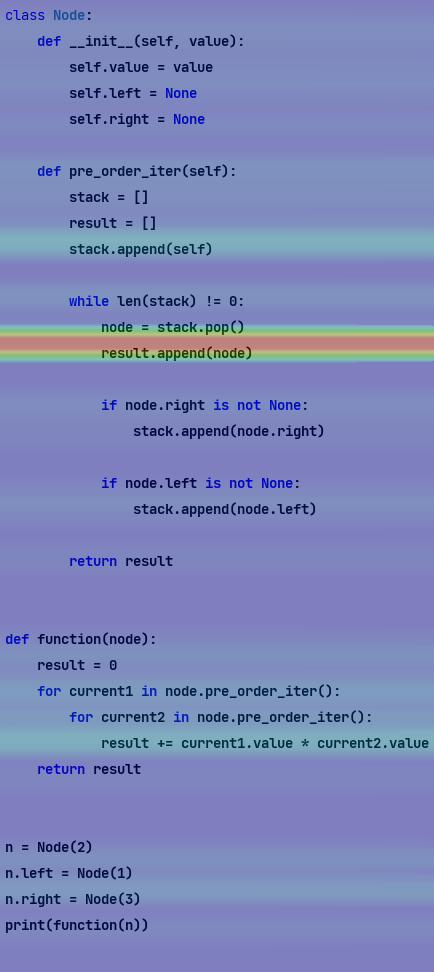 class Node:
    def __init__(self, value):
        self.value = value
        self.left = None
        self.right = None

    def pre_order_iter(self):
        stack = []
        result = []
        stack.append(self)

        while len(stack) != 0:
            node = stack.pop()
            result.append(node)

            if node.right is not None:
                stack.append(node.right)

            if node.left is not None:
                stack.append(node.left)

        return result


def function(node):
    result = 0
    for current1 in node.pre_order_iter():
        for current2 in node.pre_order_iter():
            result += current1.value * current2.value
    return result


n = Node(2)
n.left = Node(1)
n.right = Node(3)
print(function(n))